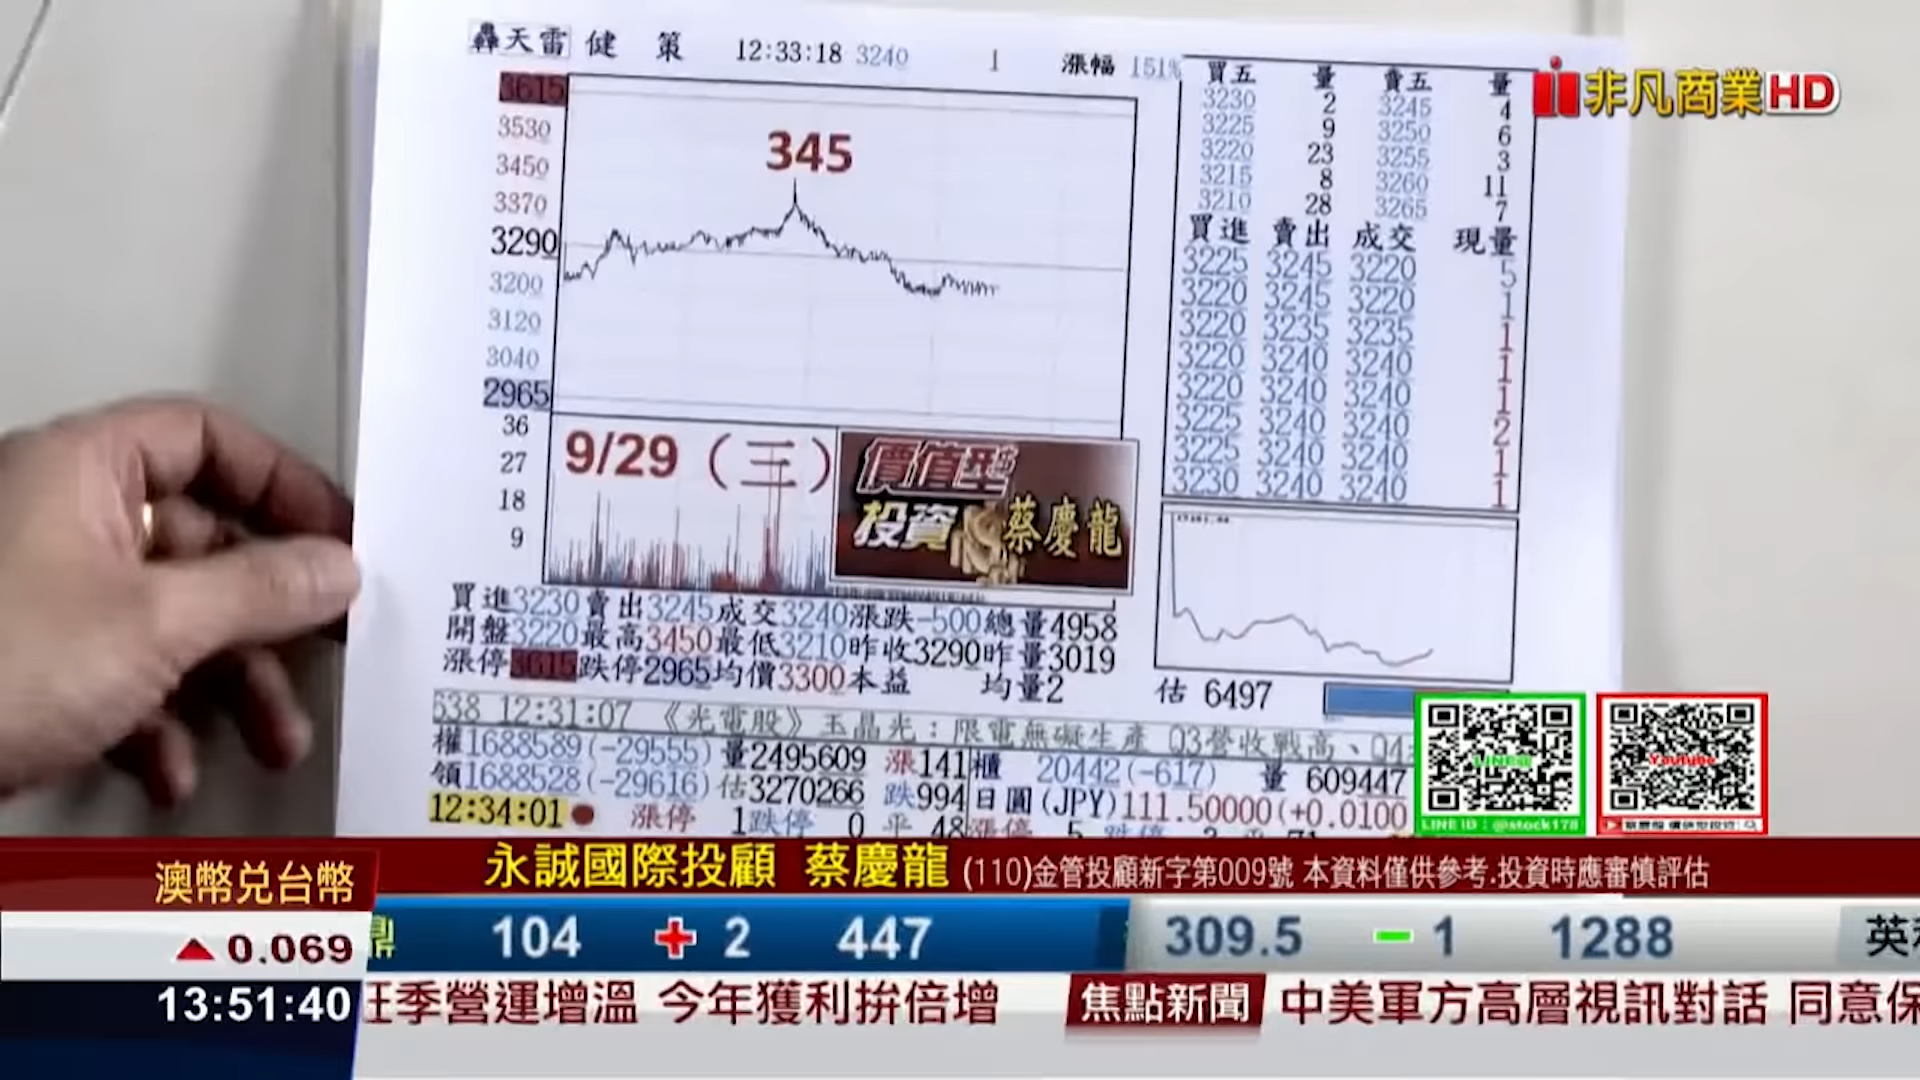 轟天雷 健 策 12:33:18 3240 1 漲幅 151%
3615
3530
3450
3370
3290
3200
3120
3040
2965
36
27
18
9
345
9/29（三）
價值型
投資 蔡慶龍
買五 量 賣五 量
3230 2 3245 4
3225 9 3250 6
3220 23 3255 3
3215 8 3260 11
3210 28 3265 7
買進 賣出 成交 現量
3225 3245 3220 5
3220 3245 3220 1
3220 3235 3235 1
3220 3240 3240 1
3220 3240 3240 1
3225 3240 3240 2
3225 3240 3240 1
3230 3240 3240 1
買進3230賣出3245成交3240漲跌-500總量4958
開盤3220最高3450最低3210昨收3290昨量3019
漲停3615跌停2965均價3300本益 均量2
估 6497
638 12:31:07 《光電股》玉晶光：限電無礙生產 Q3營收戰高、Q4
權1688589(-29555) 量2495609 漲141 櫃 20442(-617) 量 609447
領1688528(-29616) 估3270266 跌994 日圓(JPY)111.50000(+0.0100
12:34:01 漲停 1跌停 0 平 48 漲停 5 跌停
非凡商業HD
LINE@
LINE ID：@stock178
Youtube
永誠國際投顧 蔡慶龍 (110)金管投顧新字第009號 本資料僅供參考.投資時應審慎評估
澳幣兌台幣
▲0.069
13:51:40
104 + 2 447
309.5 − 1 1288
旺季營運增溫 今年獲利拚倍增
焦點新聞 中美軍方高層視訊對話 同意保